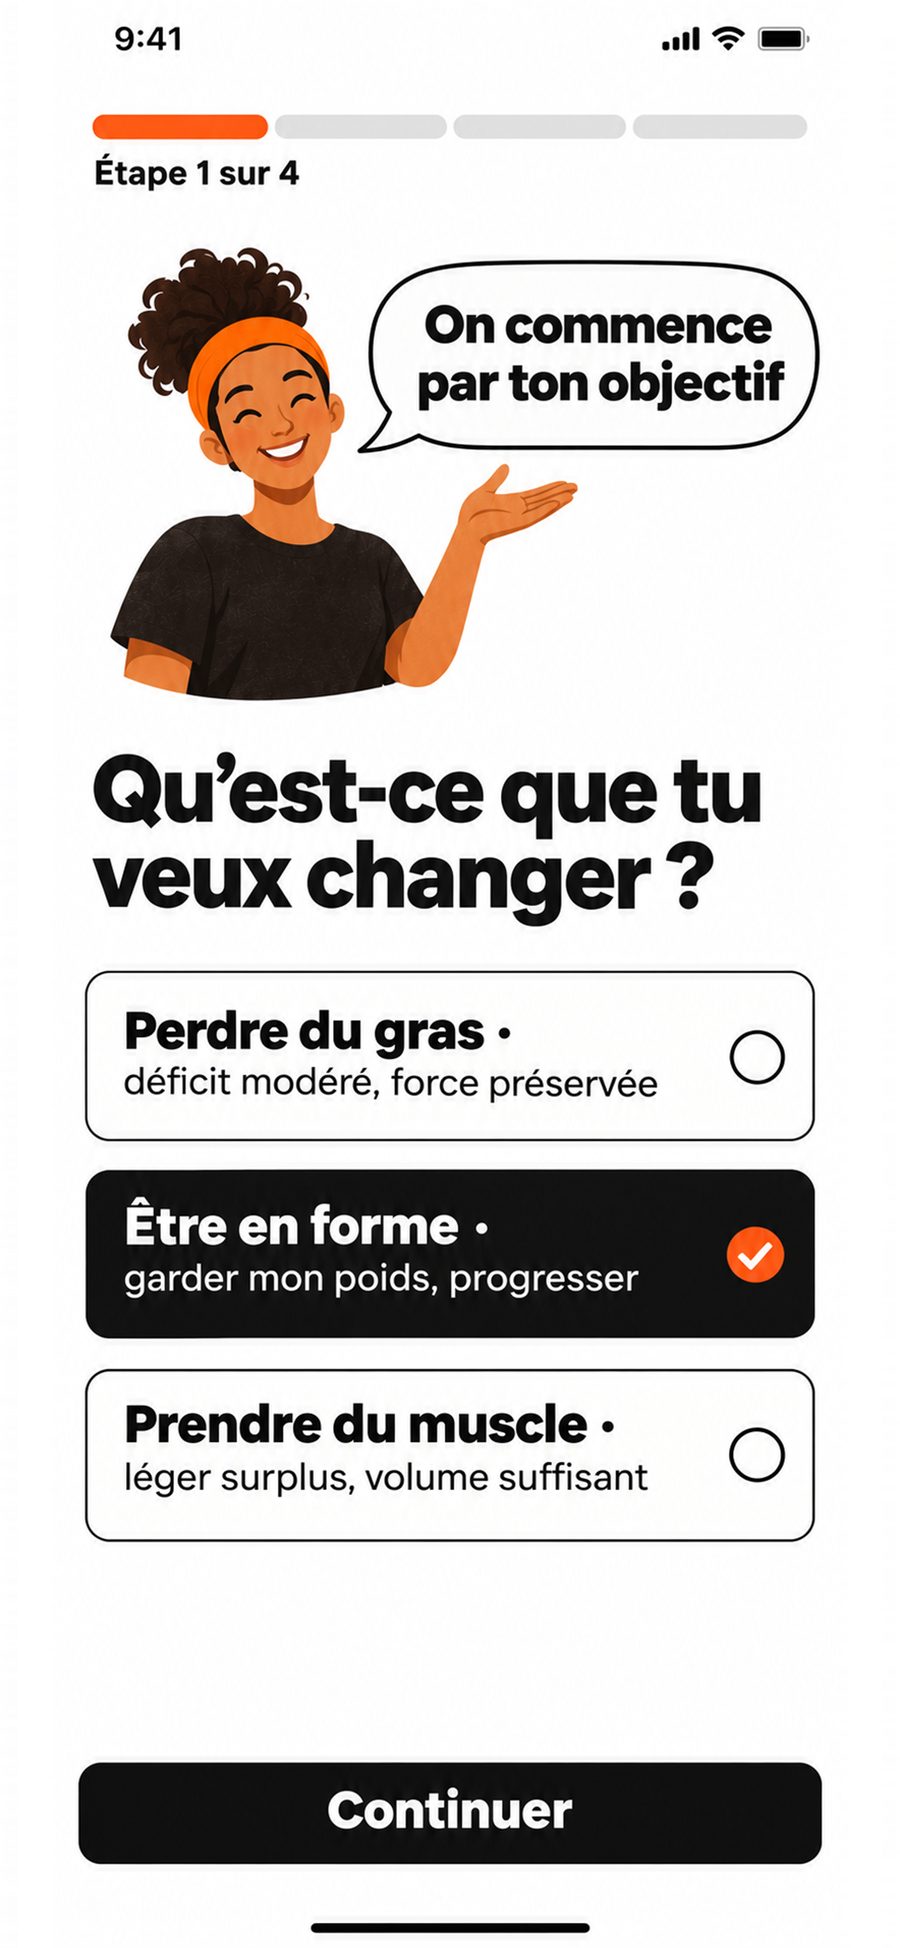 9:41
Étape 1 sur 4
On commence
par ton objectif
Qu’est-ce que tu
veux changer ?
Perdre du gras •
déficit modéré, force préservée
Être en forme •
garder mon poids, progresser
Prendre du muscle •
léger surplus, volume suffisant
Continuer